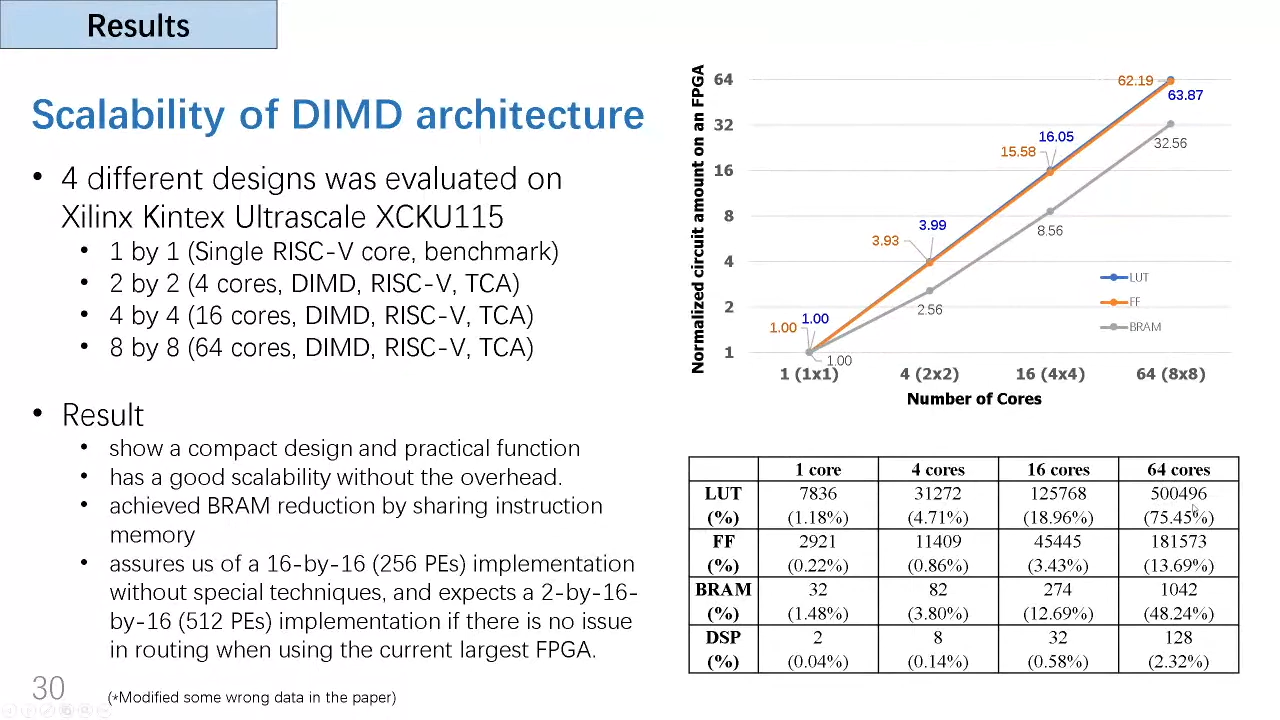 Results
Scalability of DIMD architecture
• 4 different designs was evaluated on
Xilinx Kintex Ultrascale XCKU115
• 1 by 1 (Single RISC-V core, benchmark)
• 2 by 2 (4 cores, DIMD, RISC-V, TCA)
• 4 by 4 (16 cores, DIMD, RISC-V, TCA)
• 8 by 8 (64 cores, DIMD, RISC-V, TCA)
• Result
• show a compact design and practical function
• has a good scalability without the overhead.
• achieved BRAM reduction by sharing instruction
memory
• assures us of a 16-by-16 (256 PEs) implementation
without special techniques, and expects a 2-by-16-
by-16 (512 PEs) implementation if there is no issue
in routing when using the current largest FPGA.
30
(*Modified some wrong data in the paper)
Normalized circuit amount on an FPGA
64
32
16
8
4
2
1
62.19
63.87
32.56
16.05
15.58
8.56
3.99
3.93
2.56
1.00
1.00
1.00
LUT
FF
BRAM
1 (1x1) 4 (2x2) 16 (4x4) 64 (8x8)
Number of Cores
1 core 4 cores 16 cores 64 cores
LUT 7836 31272 125768 500496
(%) (1.18%) (4.71%) (18.96%) (75.45%)
FF 2921 11409 45445 181573
(%) (0.22%) (0.86%) (3.43%) (13.69%)
BRAM 32 82 274 1042
(%) (1.48%) (3.80%) (12.69%) (48.24%)
DSP 2 8 32 128
(%) (0.04%) (0.14%) (0.58%) (2.32%)